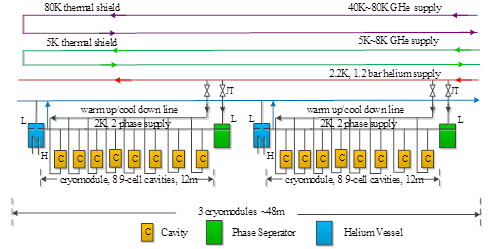 80K thermal shield 40K~80K GHe supply
5K thermal shield 5K~8K GHe supply
2.2K, 1.2 bar helium supply
JT JT
L warm up/cool down line L L warm up/cool down line L
2K, 2 phase supply 2K, 2 phase supply
H C C C C C C C C H C C C C C C C C
cryomodule, 8 9-cell cavities, 12m cryomodule, 8 9-cell cavities, 12m
3 cryomodules ~48m
C Cavity Phase Seperator Helium Vessel